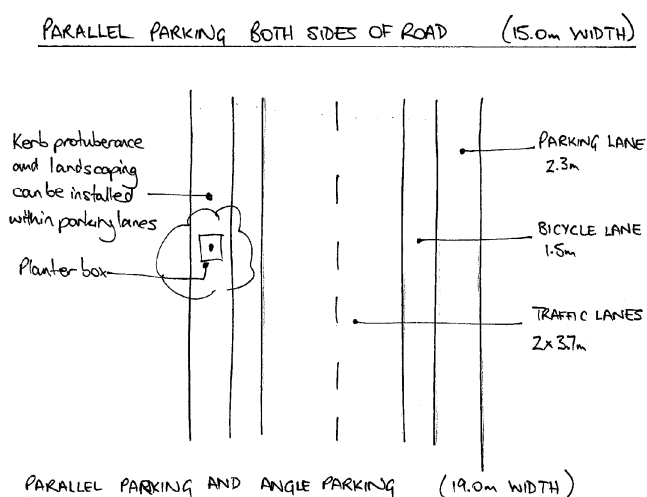 PARALLEL PARKING BOTH SIDES OF ROAD (15.0m WIDTH)
Kerb protuberance
and landscaping
can be installed
within parking lanes
Planter box
PARKING LANE
2.3m
BICYCLE LANE
1.5m
TRAFFIC LANES
2x3.7m
PARALLEL PARKING AND ANGLE PARKING (19.0m WIDTH)